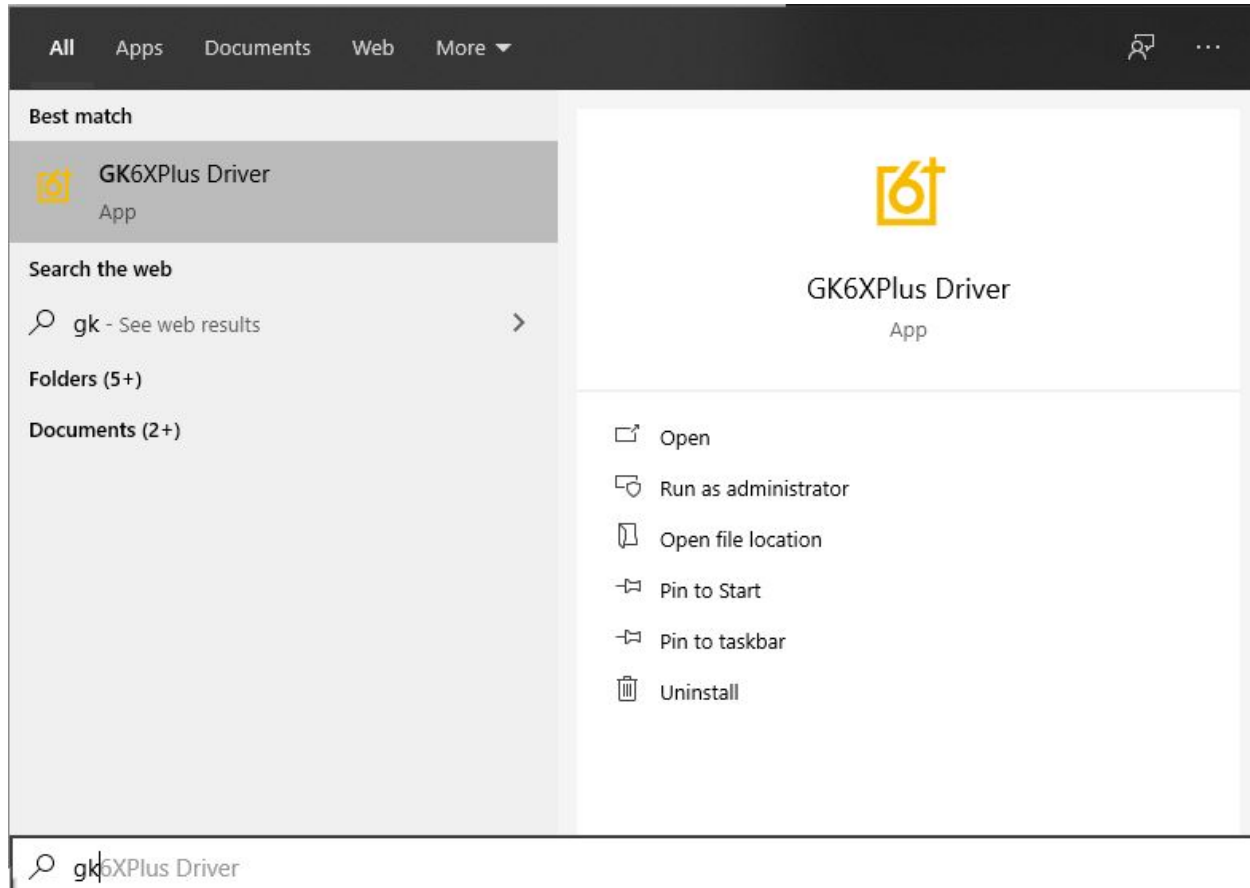 All Apps Documents Web More
Best match
GK6XPlus Driver
App
Search the web
gk - See web results
Folders (5+)
Documents (2+)
6+
GK6XPlus Driver
App
Open
Run as administrator
Open file location
Pin to Start
Pin to taskbar
Uninstall
gk6XPlus Driver